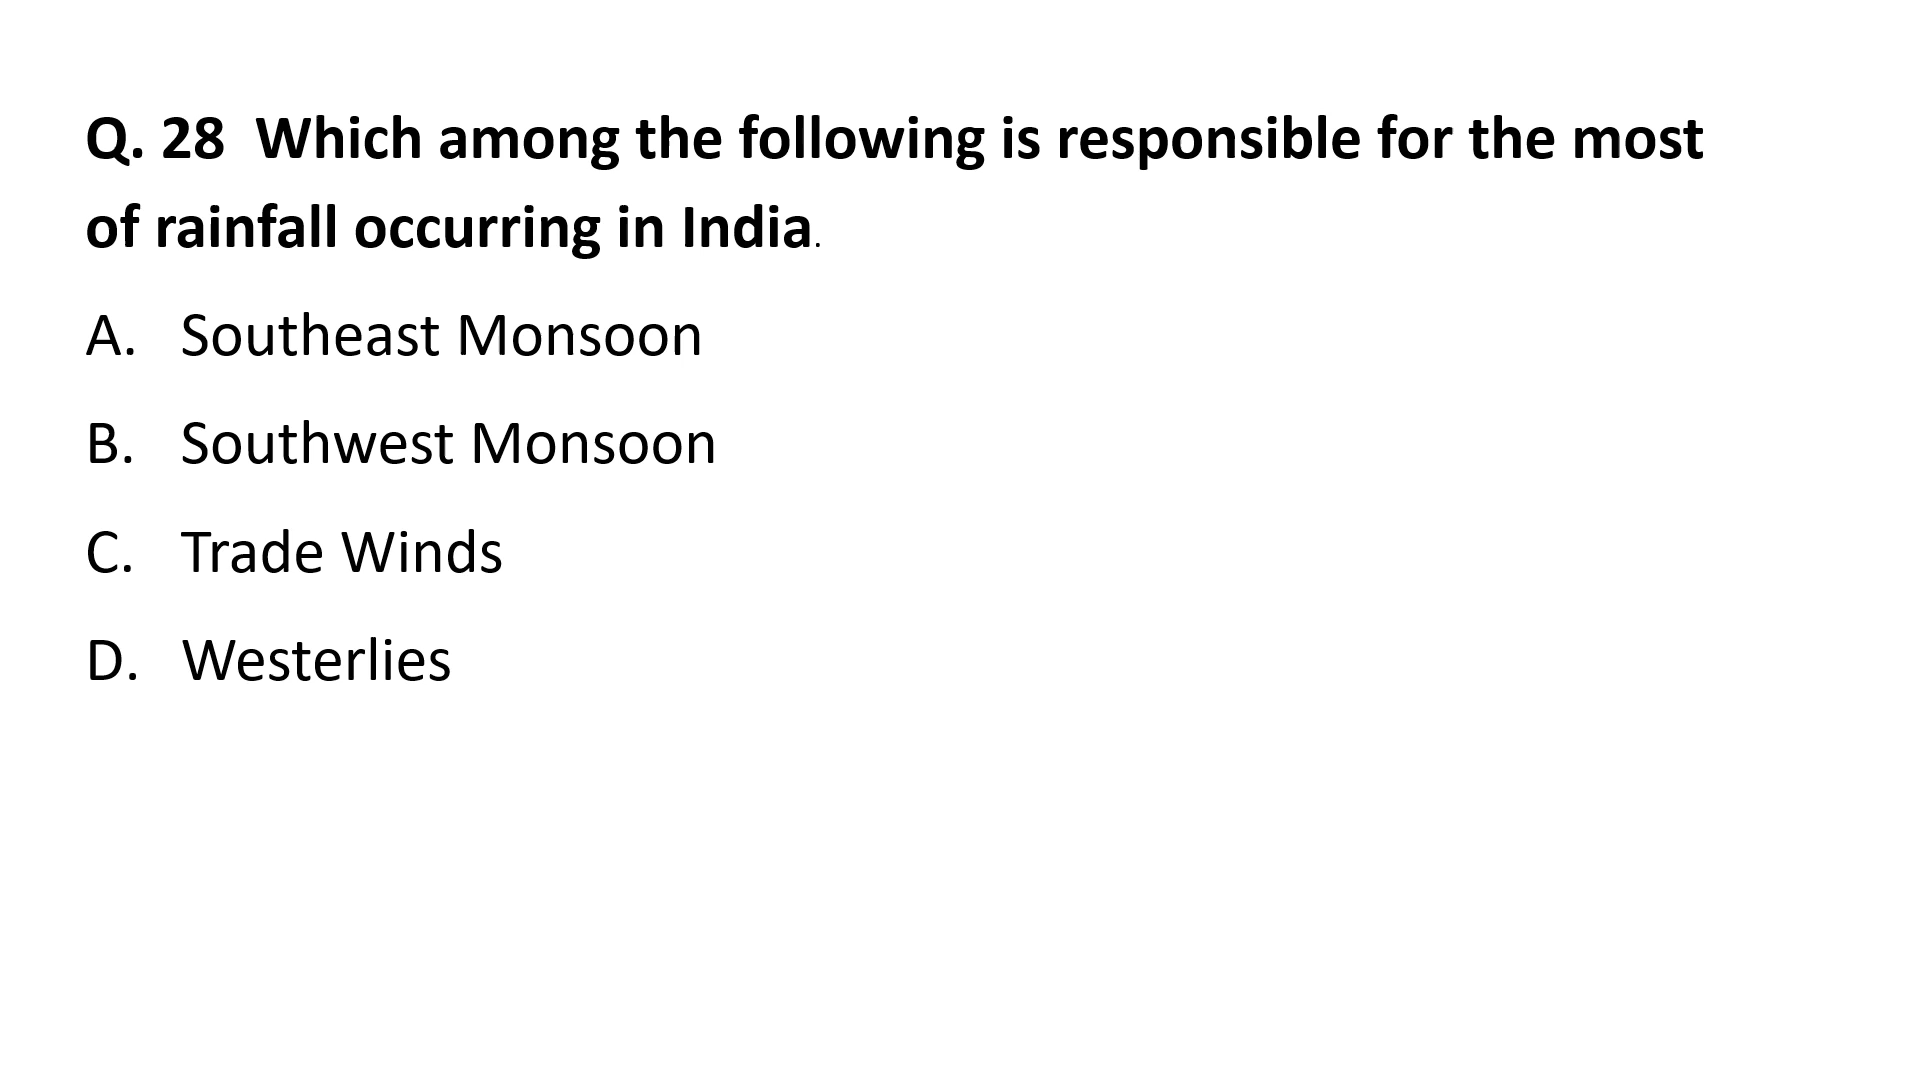 Q. 28  Which among the following is responsible for the most
of rainfall occurring in India.
A. Southeast Monsoon
B. Southwest Monsoon
C. Trade Winds
D. Westerlies